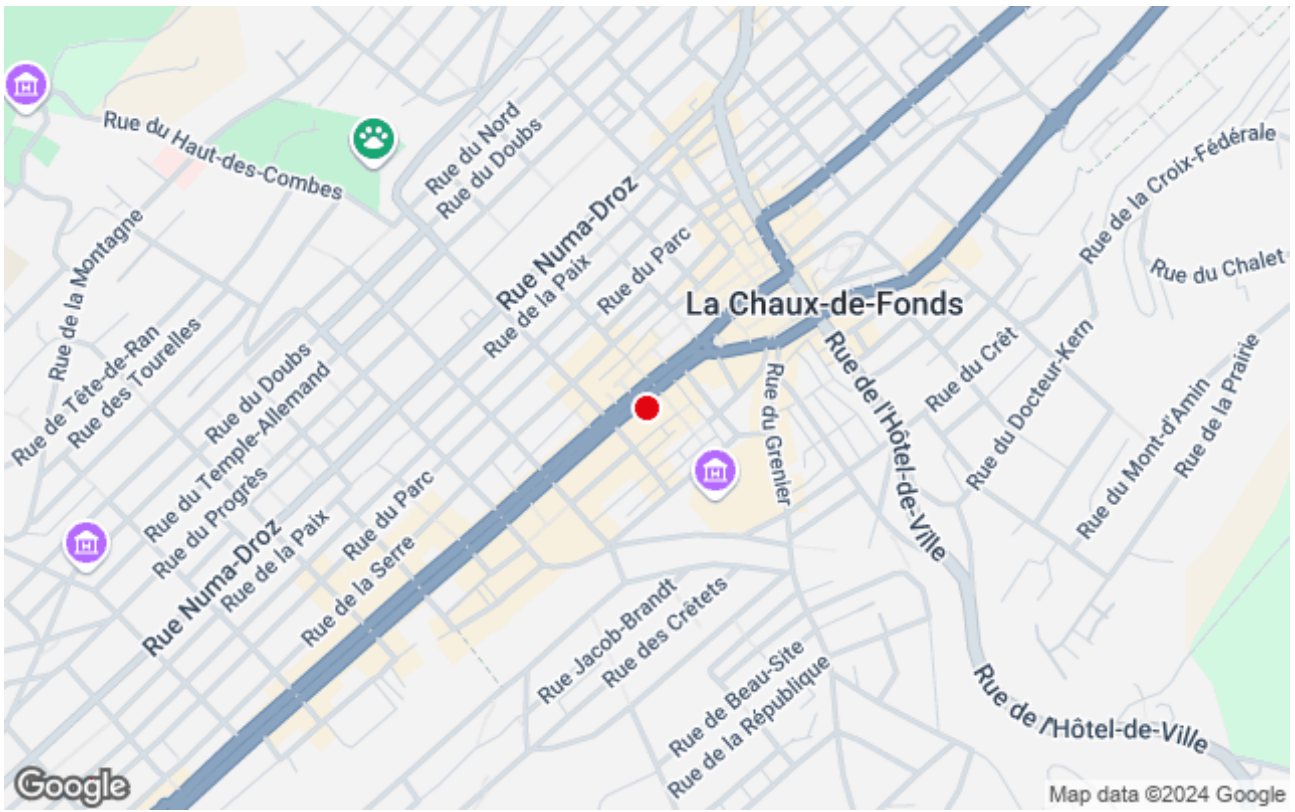 Rue du Haut-des-Combes
Rue du Nord
Rue du Doubs
Rue de la Croix-Fédérale
Rue du Chalet
Rue de la Montagne
Rue Numa-Droz
Rue de la Paix
Rue du Parc
La Chaux-de-Fonds
Rue de Tête-de-Ran
Rue des Tourelles
Rue du Doubs
Rue du Temple-Allemand
Rue du Progrès
Rue du Crêt
Rue du Docteur-Kern
Rue du Mont-d'Amin
Rue de la Prairie
Rue du Grenier
Rue de l'Hôtel-de-Ville
Rue du Parc
Rue de la Serre
Rue de la Paix
Rue Numa-Droz
Rue Jacob-Brandt
Rue des Crêtets
Rue de Beau-Site
Rue de la République
Rue de l'Hôtel-de-Ville
Google
Map data ©2024 Google